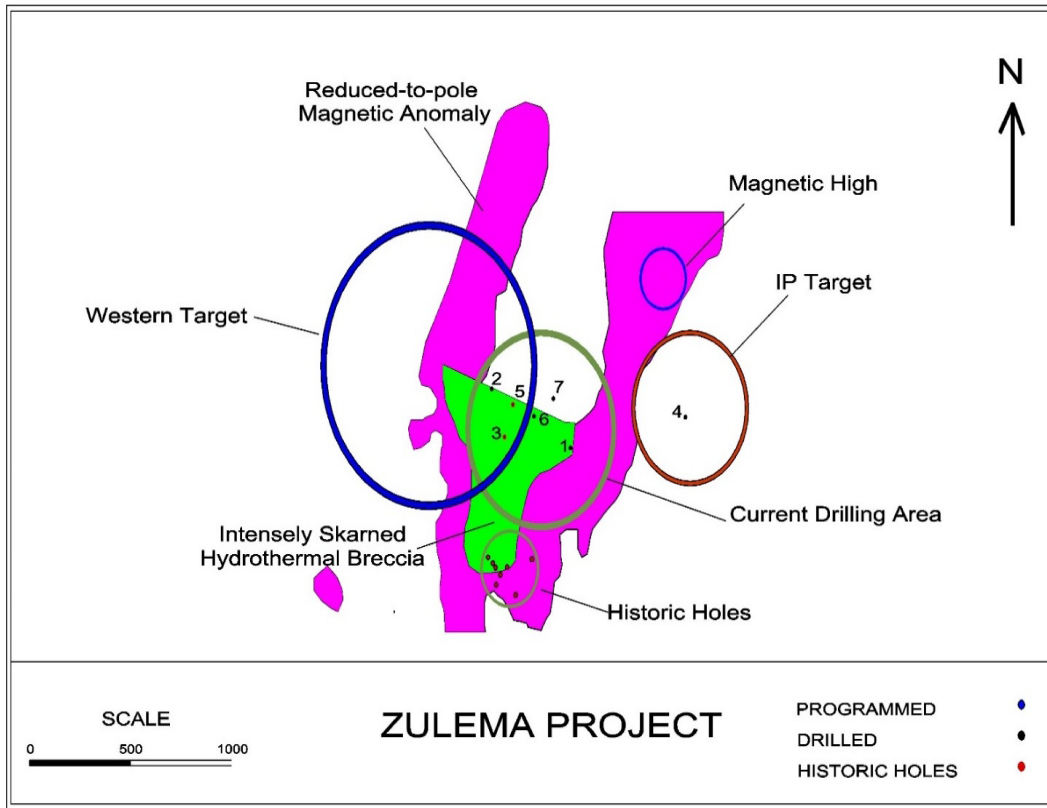 Reduced-to-pole
Magnetic Anomaly
N
Magnetic High
IP Target
Western Target
2
5
7
6
4
3
1
Current Drilling Area
Intensely Skarned
Hydrothermal Breccia
Historic Holes
SCALE
0 500 1000
ZULEMA PROJECT
PROGRAMMED
DRILLED
HISTORIC HOLES